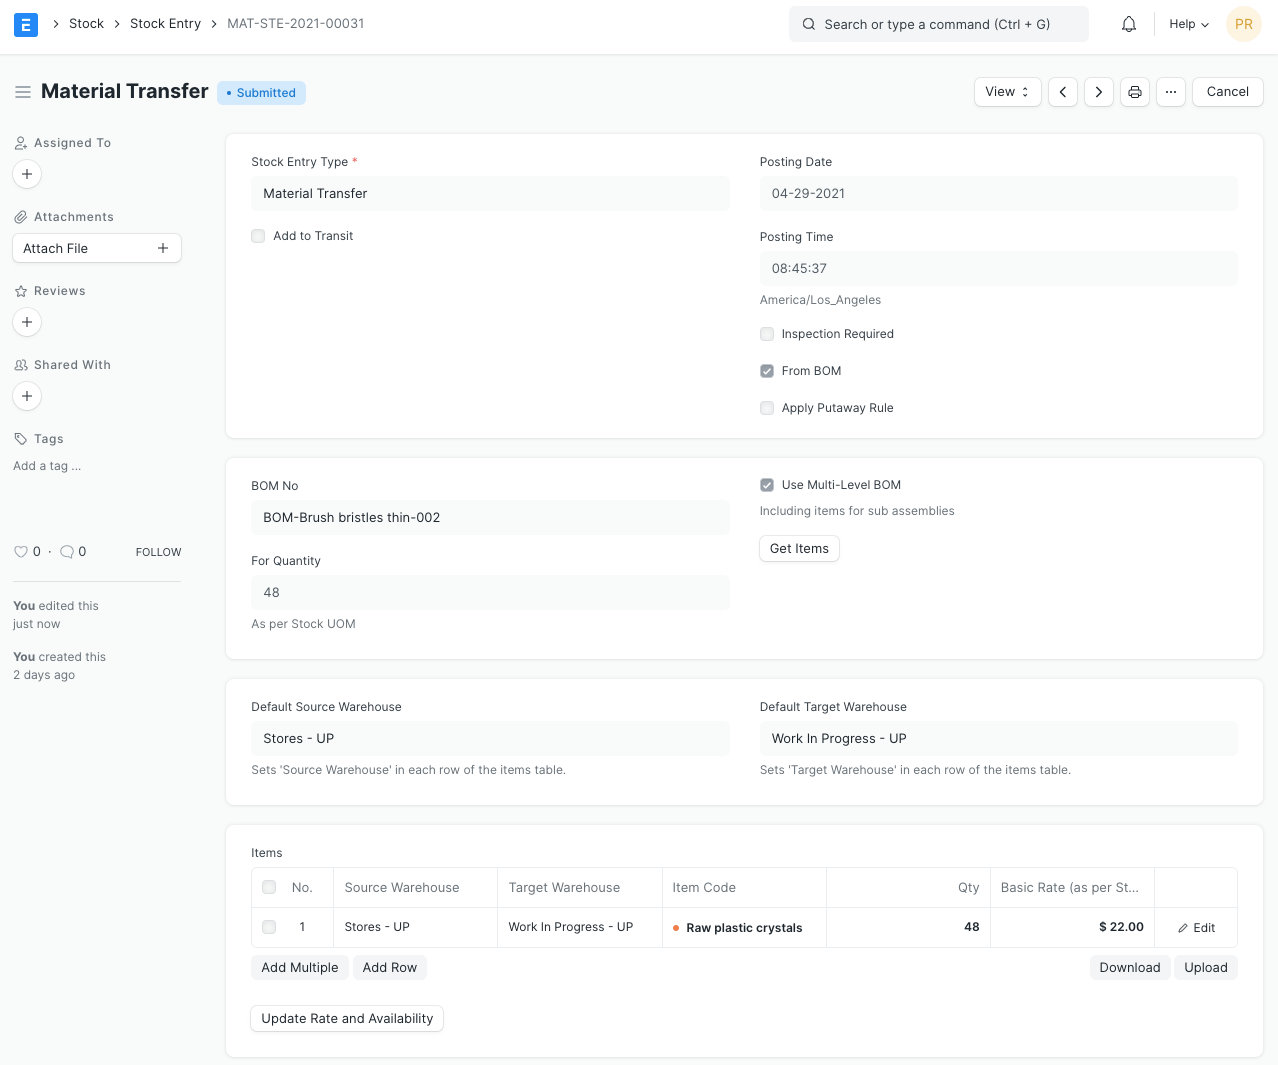 E Stock Stock Entry MAT-STE-2021-00031 Search or type a command (Ctrl + G) Help PR
Material Transfer • Submitted View ... Cancel
Assigned To
Attachments
Attach File
Reviews
Shared With
Tags
Add a tag ...
0 · 0 FOLLOW
You edited this
just now
You created this
2 days ago
Stock Entry Type *
Material Transfer
Add to Transit
Posting Date
04-29-2021
Posting Time
08:45:37
America/Los_Angeles
Inspection Required
From BOM
Apply Putaway Rule
BOM No
BOM-Brush bristles thin-002
For Quantity
48
As per Stock UOM
Use Multi-Level BOM
Including items for sub assemblies
Get Items
Default Source Warehouse
Stores - UP
Sets 'Source Warehouse' in each row of the items table.
Default Target Warehouse
Work In Progress - UP
Sets 'Target Warehouse' in each row of the items table.
Items
No. Source Warehouse Target Warehouse Item Code Qty Basic Rate (as per St...
1 Stores - UP Work In Progress - UP Raw plastic crystals 48 $ 22.00 Edit
Add Multiple Add Row Download Upload
Update Rate and Availability